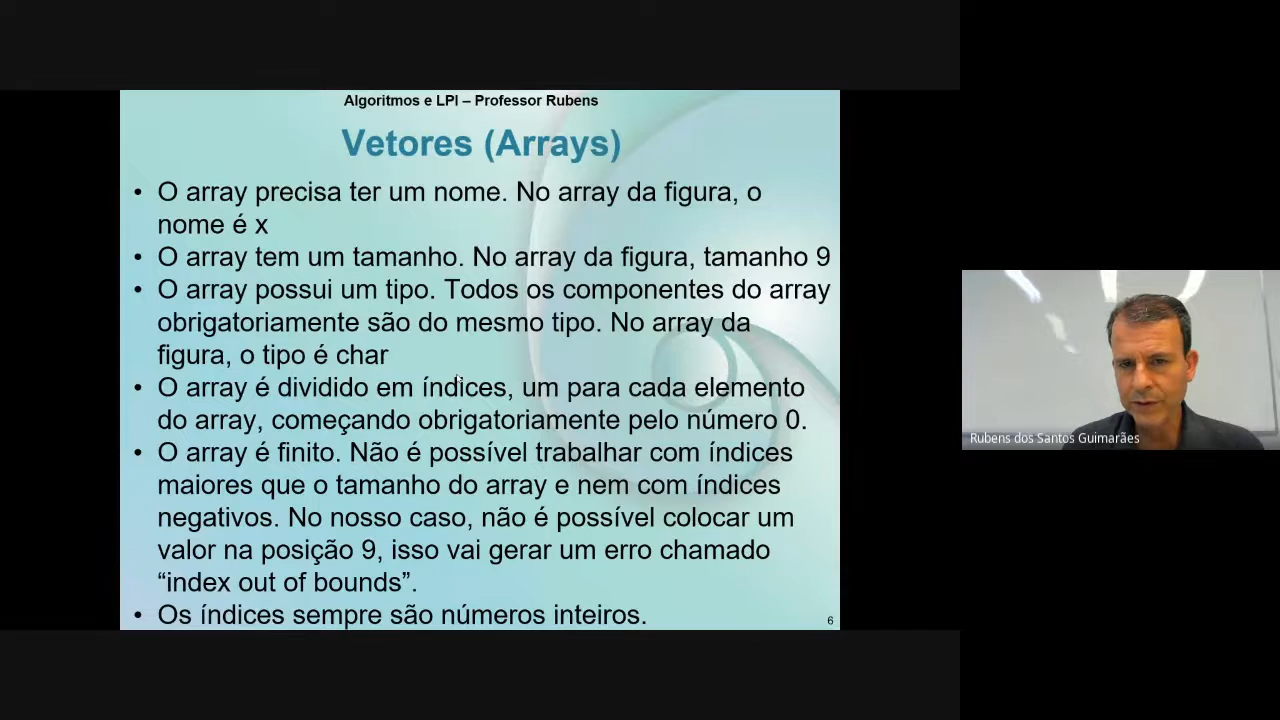 Algoritmos e LPI – Professor Rubens
Vetores (Arrays)
• O array precisa ter um nome. No array da figura, o
nome é x
• O array tem um tamanho. No array da figura, tamanho 9
• O array possui um tipo. Todos os componentes do array
obrigatoriamente são do mesmo tipo. No array da
figura, o tipo é char
• O array é dividido em índices, um para cada elemento
do array, começando obrigatoriamente pelo número 0.
• O array é finito. Não é possível trabalhar com índices
maiores que o tamanho do array e nem com índices
negativos. No nosso caso, não é possível colocar um
valor na posição 9, isso vai gerar um erro chamado
“index out of bounds”.
• Os índices sempre são números inteiros.
6
Rubens dos Santos Guimarães